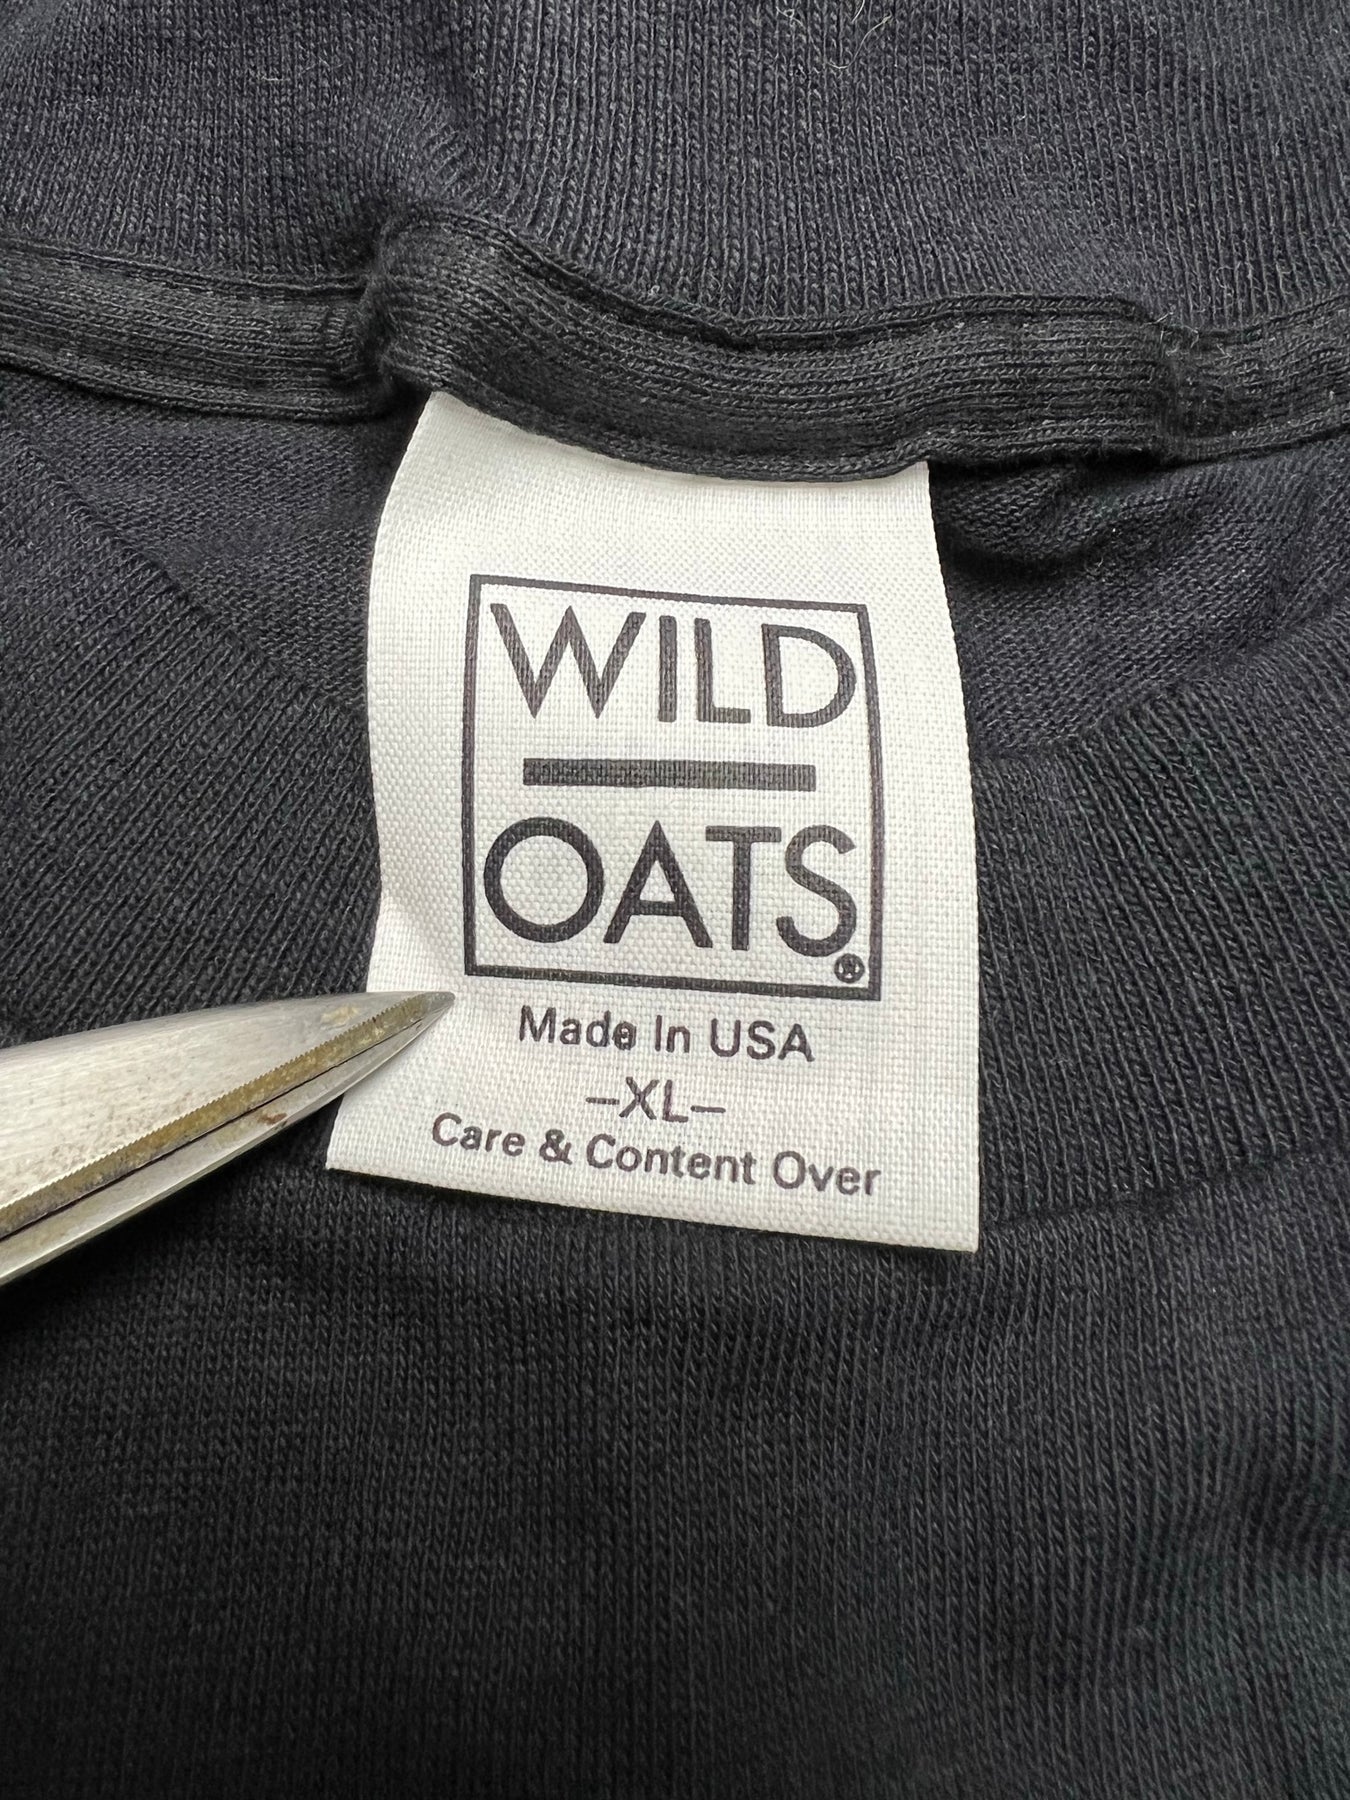 WILD
OATS®
Made In USA
–XL–
Care & Content Over